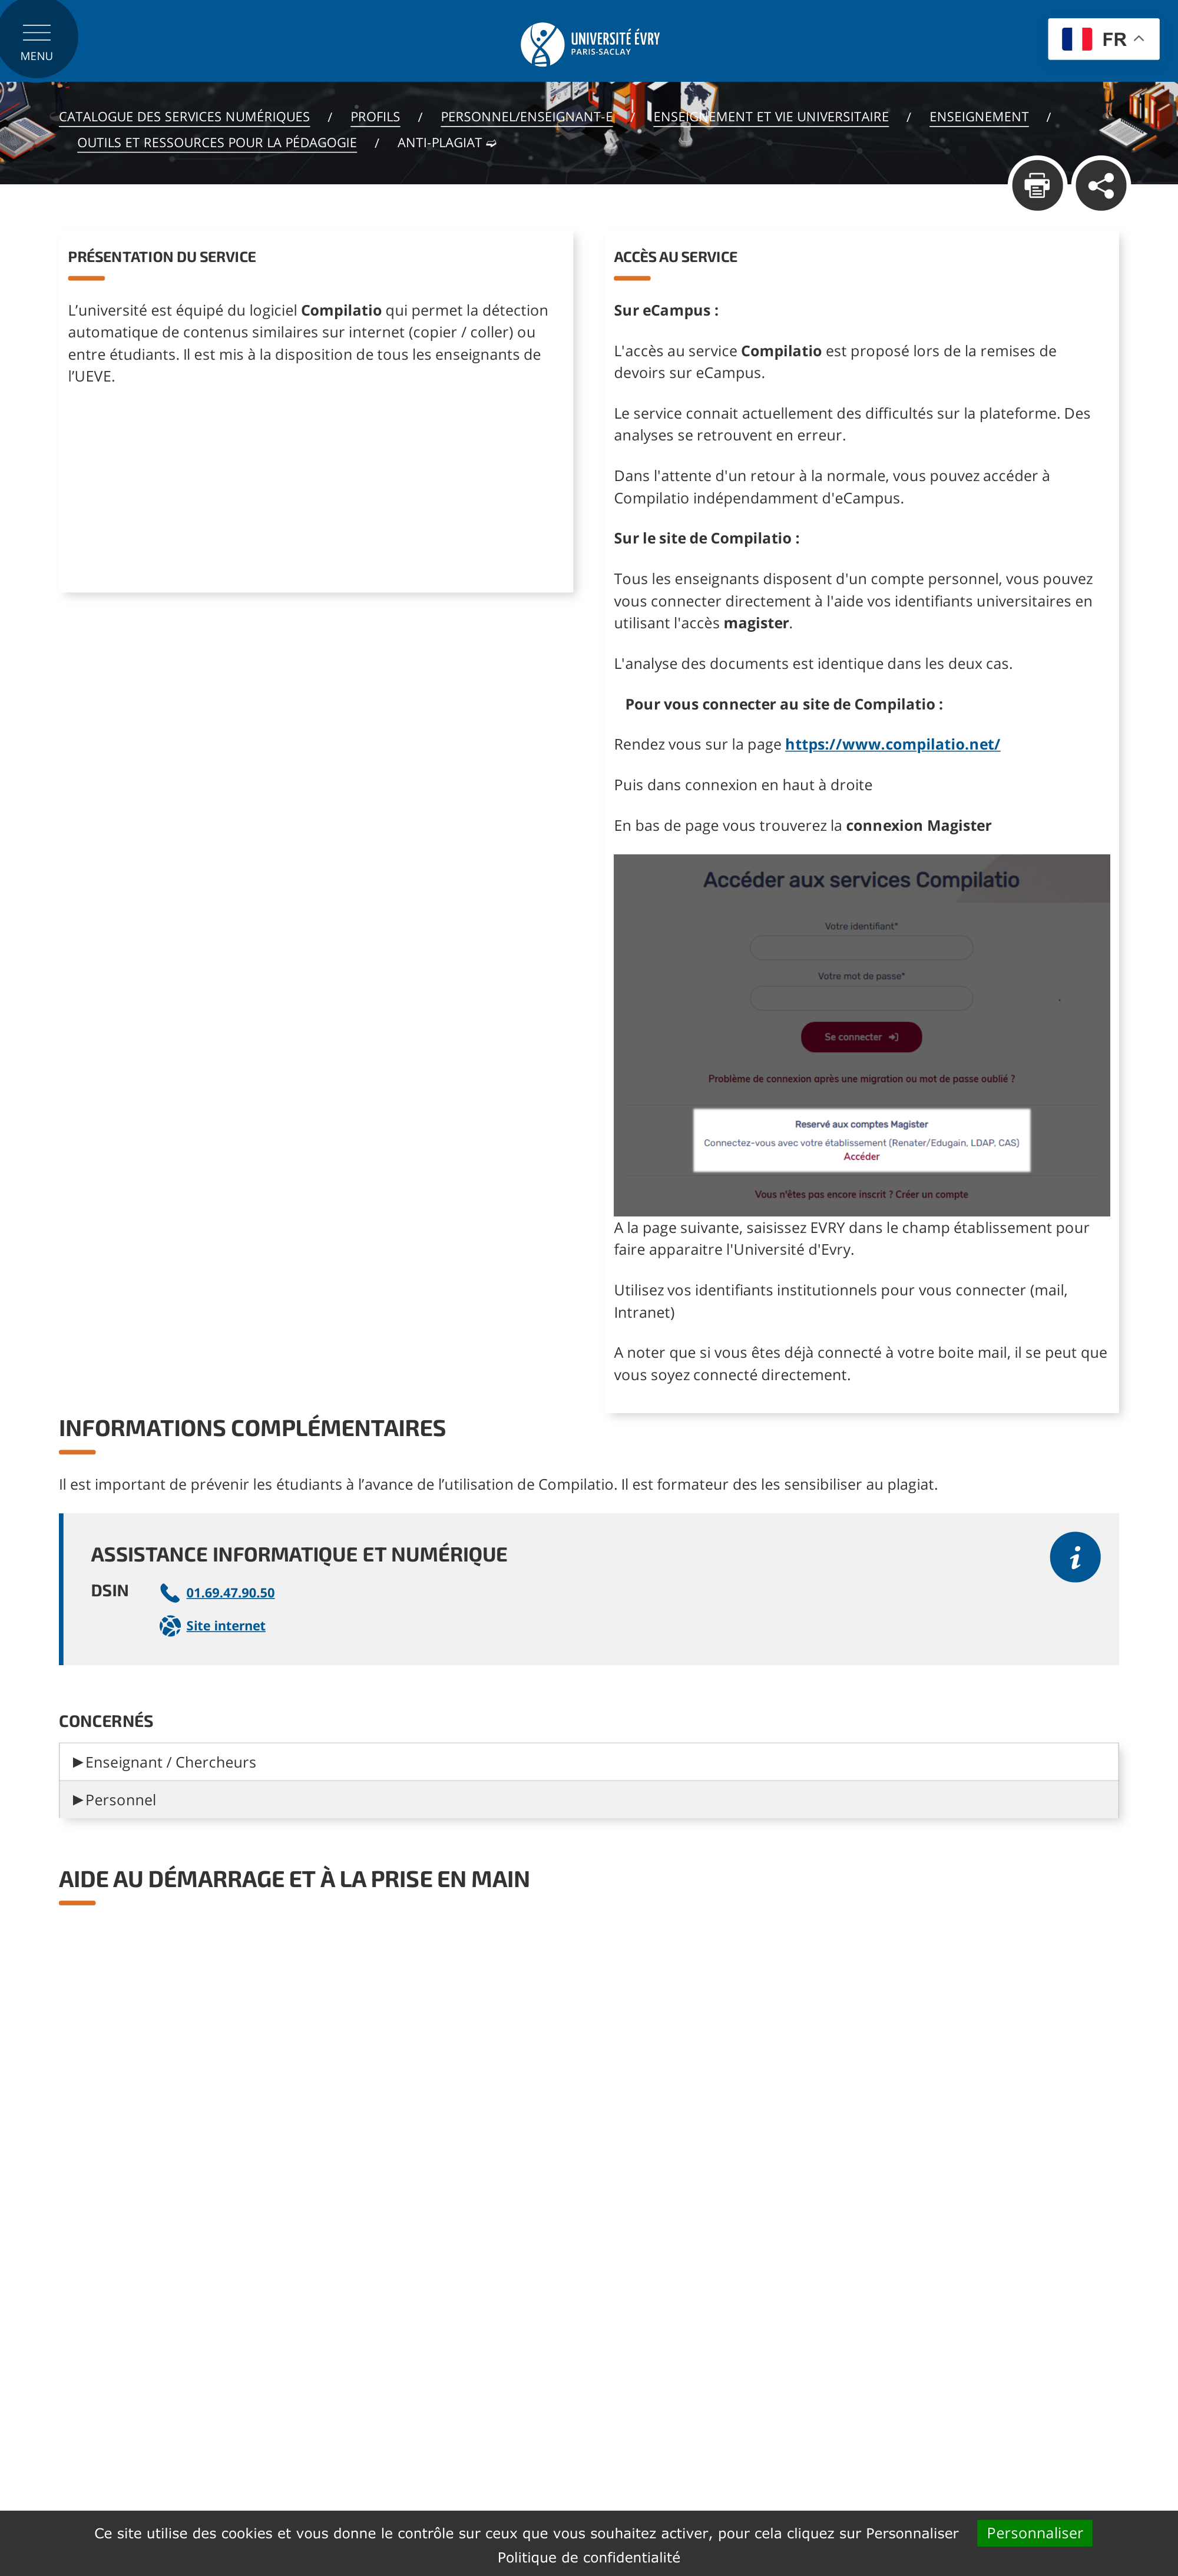 MENU
UNIVERSITÉ ÉVRY
PARIS-SACLAY
FR
CATALOGUE DES SERVICES NUMÉRIQUES / PROFILS / PERSONNEL/ENSEIGNANT-E / ENSEIGNEMENT ET VIE UNIVERSITAIRE / ENSEIGNEMENT /
OUTILS ET RESSOURCES POUR LA PÉDAGOGIE / ANTI-PLAGIAT
PRÉSENTATION DU SERVICE
L’université est équipé du logiciel Compilatio qui permet la détection
automatique de contenus similaires sur internet (copier / coller) ou
entre étudiants. Il est mis à la disposition de tous les enseignants de
l’UEVE.
ACCÈS AU SERVICE
Sur eCampus :
L'accès au service Compilatio est proposé lors de la remises de
devoirs sur eCampus.
Le service connait actuellement des difficultés sur la plateforme. Des
analyses se retrouvent en erreur.
Dans l'attente d'un retour à la normale, vous pouvez accéder à
Compilatio indépendamment d'eCampus.
Sur le site de Compilatio :
Tous les enseignants disposent d'un compte personnel, vous pouvez
vous connecter directement à l'aide vos identifiants universitaires en
utilisant l'accès magister.
L'analyse des documents est identique dans les deux cas.
Pour vous connecter au site de Compilatio :
Rendez vous sur la page https://www.compilatio.net/
Puis dans connexion en haut à droite
En bas de page vous trouverez la connexion Magister
Accéder aux services Compilatio
Votre identifiant*
Votre mot de passe*
Se connecter
Problème de connexion après une migration ou mot de passe oublié ?
Reservé aux comptes Magister
Connectez-vous avec votre établissement (Renater/Edugain, LDAP, CAS)
Accéder
Vous n'êtes pas encore inscrit ? Créer un compte
A la page suivante, saisissez EVRY dans le champ établissement pour
faire apparaitre l'Université d'Evry.
Utilisez vos identifiants institutionnels pour vous connecter (mail,
Intranet)
A noter que si vous êtes déjà connecté à votre boite mail, il se peut que
vous soyez connecté directement.
INFORMATIONS COMPLÉMENTAIRES
Il est important de prévenir les étudiants à l’avance de l’utilisation de Compilatio. Il est formateur des les sensibiliser au plagiat.
ASSISTANCE INFORMATIQUE ET NUMÉRIQUE
DSIN
01.69.47.90.50
Site internet
CONCERNÉS
▶Enseignant / Chercheurs
▶Personnel
AIDE AU DÉMARRAGE ET À LA PRISE EN MAIN
Ce site utilise des cookies et vous donne le contrôle sur ceux que vous souhaitez activer, pour cela cliquez sur Personnaliser Personnaliser
Politique de confidentialité